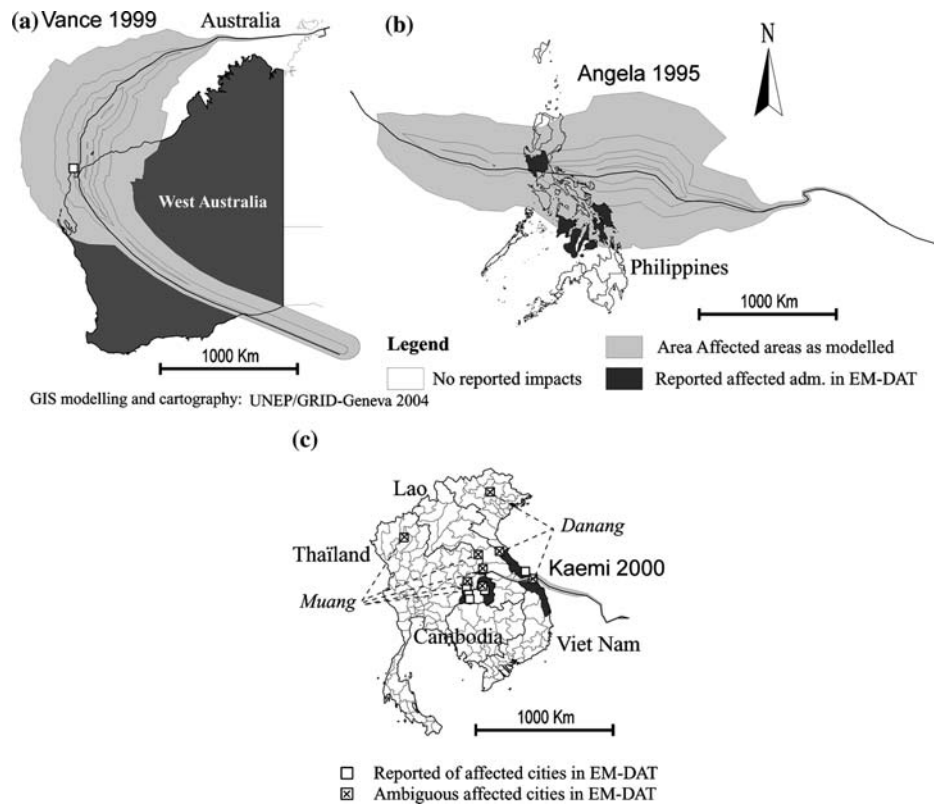 (a)
Vance 1999
Australia
West Australia
1000 Km
GIS modelling and cartography: UNEP/GRID-Geneva 2004
(b)
N
Angela 1995
Philippines
1000 Km
Legend
No reported impacts
Area Affected areas as modelled
Reported affected adm. in EM-DAT
(c)
Lao
Danang
Thaïland
Kaemi 2000
Muang
Cambodia
Viet Nam
1000 Km
Reported of affected cities in EM-DAT
Ambiguous affected cities in EM-DAT